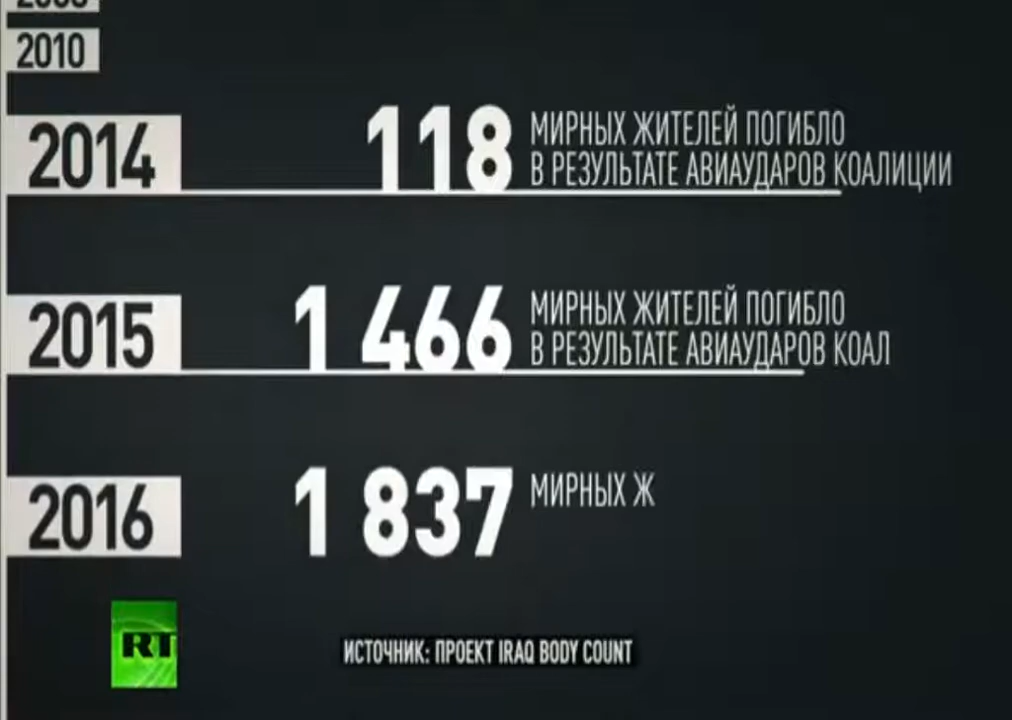 2010
2014
118
МИРНЫХ ЖИТЕЛЕЙ ПОГИБЛО
В РЕЗУЛЬТАТЕ АВИАУДАРОВ КОАЛИЦИИ
2015
1 466
МИРНЫХ ЖИТЕЛЕЙ ПОГИБЛО
В РЕЗУЛЬТАТЕ АВИАУДАРОВ КОАЛ
2016
1 837
МИРНЫХ Ж
RT
ИСТОЧНИК: ПРОЕКТ IRAQ BODY COUNT